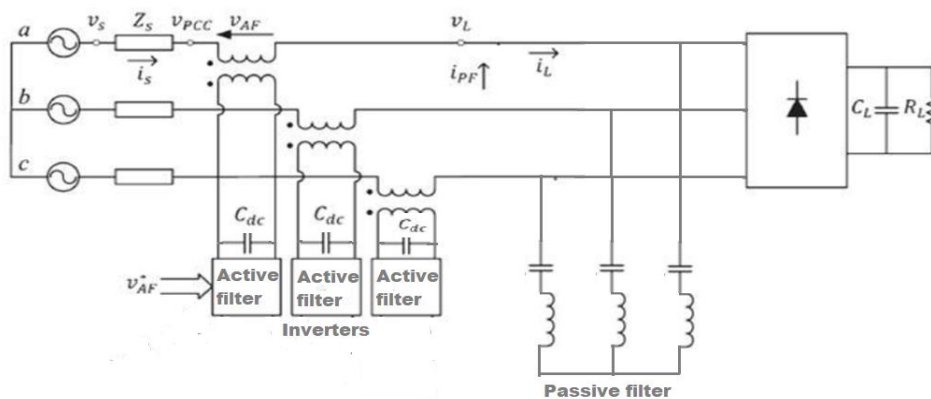 a v_s Z_s v_PCC v_AF v_L
i_s i_PF i_L
b
C_L R_L
c
C_dc C_dc C_dc
v*_AF
Active filter
Active filter
Active filter
Inverters
Passive filter